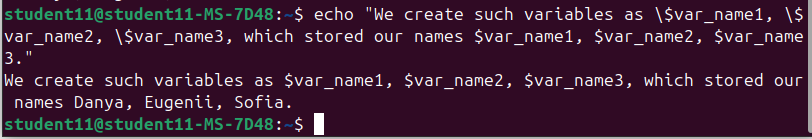 student11@student11-MS-7D48:~$ echo "We create such variables as \$var_name1, \$
var_name2, \$var_name3, which stored our names $var_name1, $var_name2, $var_name
3."
We create such variables as $var_name1, $var_name2, $var_name3, which stored our
 names Danya, Eugenii, Sofia.
student11@student11-MS-7D48:~$